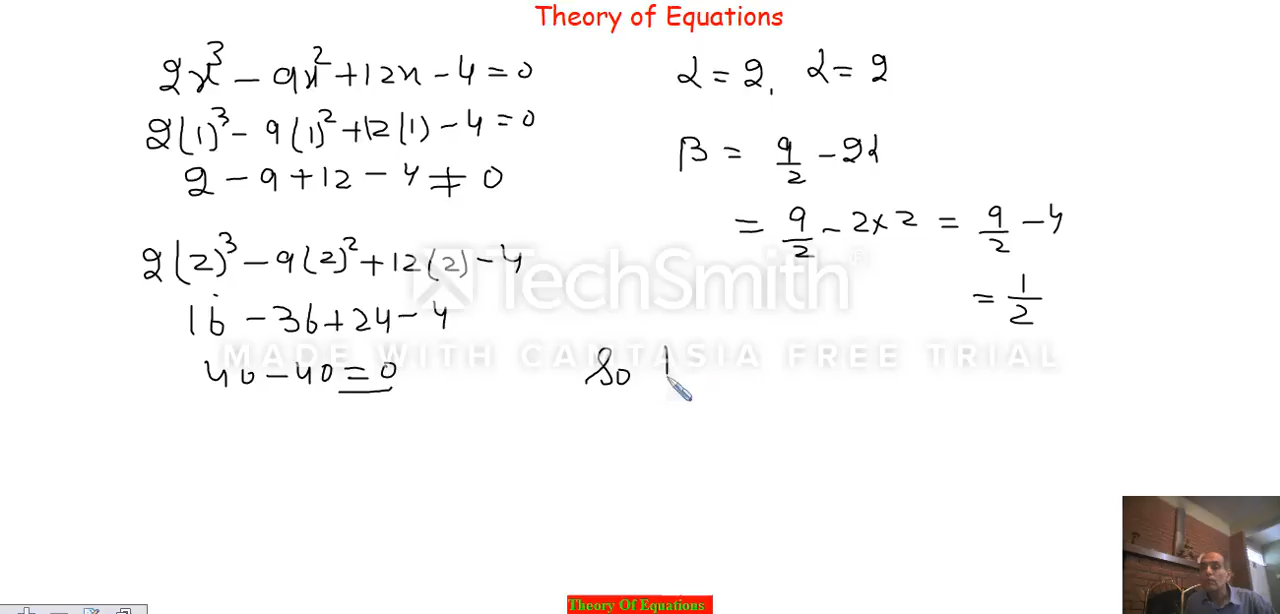 Theory of Equations
2x³ - 9x² + 12x - 4 = 0
2(1)³ - 9(1)² + 12(1) - 4 = 0
2 - 9 + 12 - 4 ≠ 0
2(2)³ - 9(2)² + 12(2) - 4
16 - 36 + 24 - 4
40 - 40 = 0
α = 2, α = 2
β = 9/2 - 2α
= 9/2 - 2 × 2 = 9/2 - 4
= 1/2
So
TechSmith®
MADE WITH CAMTASIA FREE TRIAL
Theory Of Equations